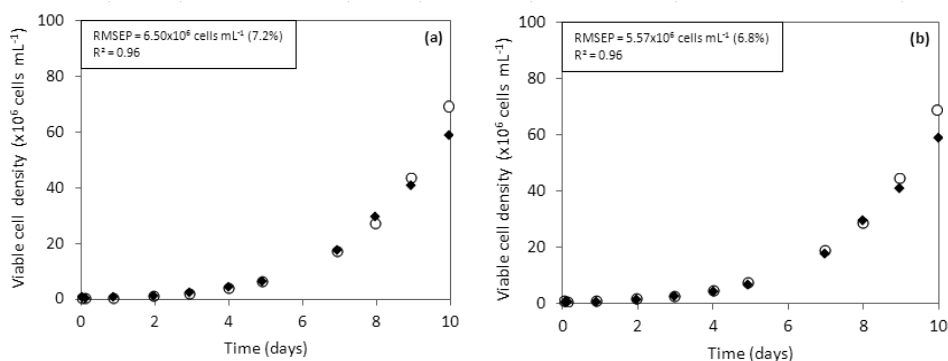 RMSEP = 6.50x10⁶ cells mL⁻¹ (7.2%)
R² = 0.96
(a)
Viable cell density (x10⁶ cells mL⁻¹)
100
80
60
40
20
0
0 2 4 6 8 10
Time (days)
RMSEP = 5.57x10⁶ cells mL⁻¹ (6.8%)
R² = 0.96
(b)
Viable cell density (x10⁶ cells mL⁻¹)
100
80
60
40
20
0
0 2 4 6 8 10
Time (days)